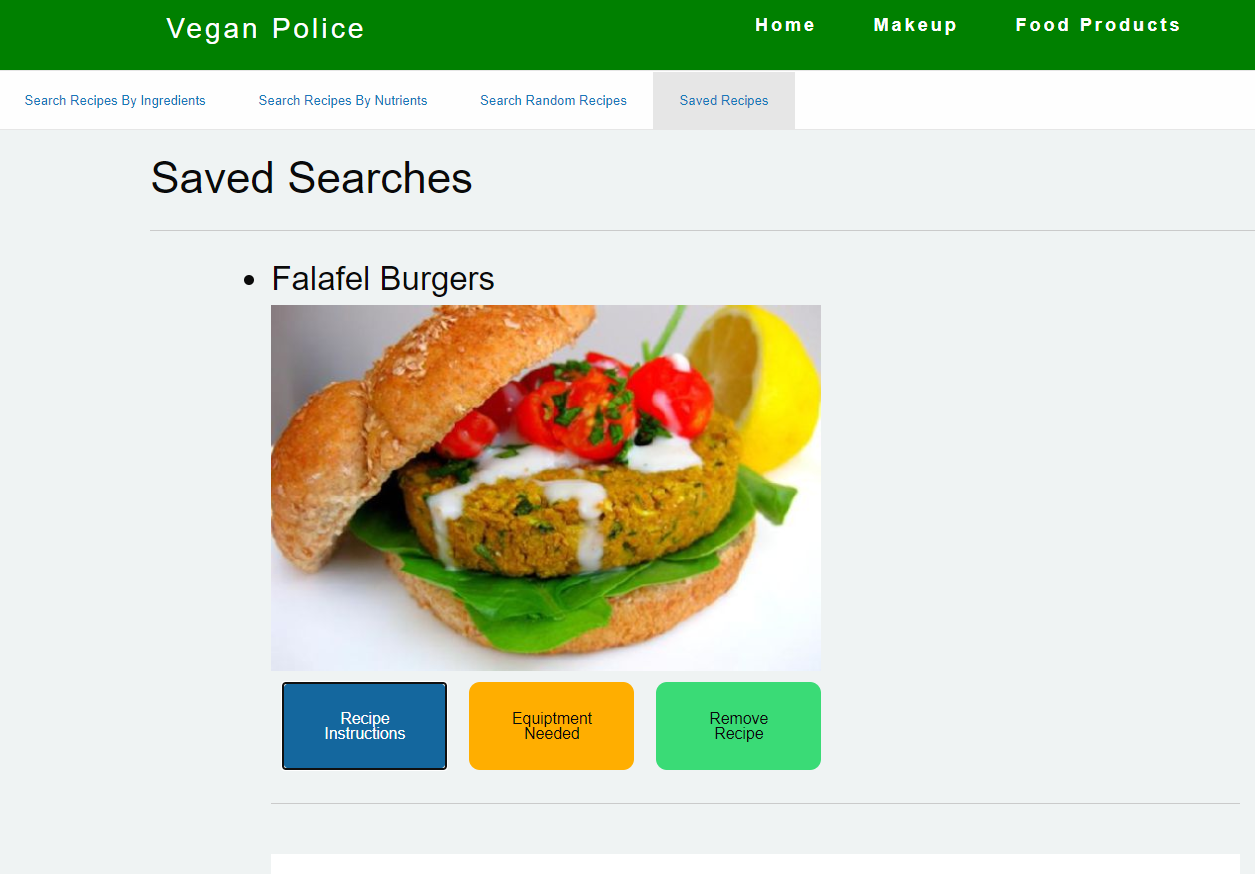 Vegan Police
Home
Makeup
Food Products
Search Recipes By Ingredients
Search Recipes By Nutrients
Search Random Recipes
Saved Recipes
Saved Searches
Falafel Burgers
Recipe
Instructions
Equiptment
Needed
Remove
Recipe